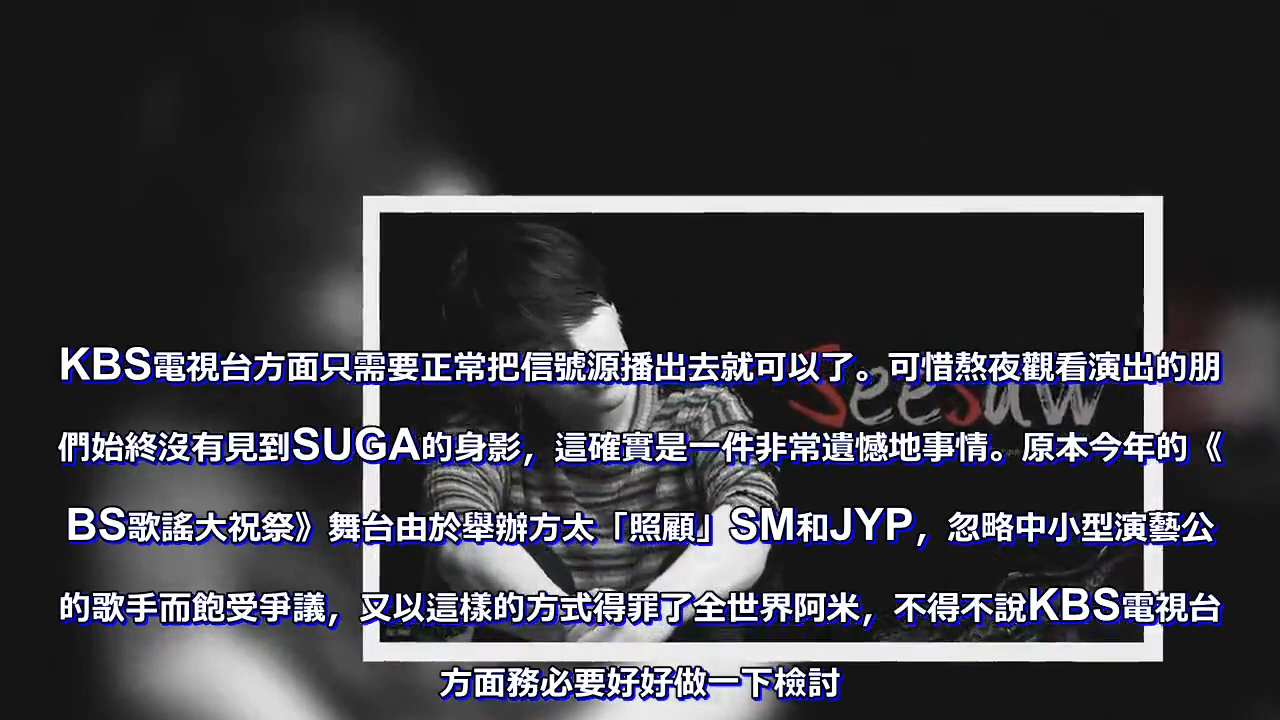 KBS電視台方面只需要正常把信號源播出去就可以了。可惜熬夜觀看演出的朋
Seesaw
們始終沒有見到SUGA的身影，這確實是一件非常遺憾地事情。原本今年的《
BS歌謠大祝祭》舞台由於舉辦方太「照顧」SM和JYP，忽略中小型演藝公
的歌手而飽受爭議，又以這樣的方式得罪了全世界阿米，不得不說KBS電視台
方面務必要好好做一下檢討